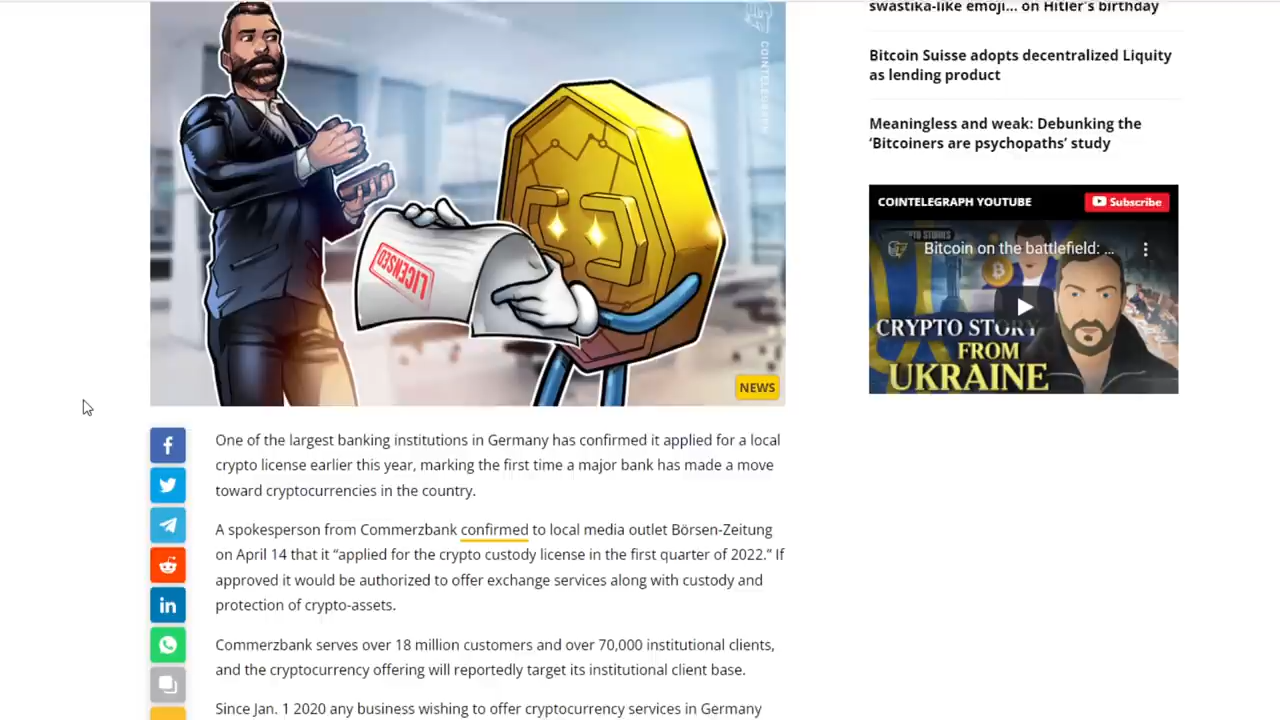 swastika-like emoji... on Hitler's birthday
Bitcoin Suisse adopts decentralized Liquity
as lending product
Meaningless and weak: Debunking the
‘Bitcoiners are psychopaths’ study
COINTELEGRAPH
LICENSED
NEWS
COINTELEGRAPH YOUTUBE
Subscribe
Bitcoin on the battlefield: ...
CRYPTO STORY
FROM
UKRAINE
One of the largest banking institutions in Germany has confirmed it applied for a local
crypto license earlier this year, marking the first time a major bank has made a move
toward cryptocurrencies in the country.
A spokesperson from Commerzbank confirmed to local media outlet Börsen-Zeitung
on April 14 that it “applied for the crypto custody license in the first quarter of 2022.” If
approved it would be authorized to offer exchange services along with custody and
protection of crypto-assets.
Commerzbank serves over 18 million customers and over 70,000 institutional clients,
and the cryptocurrency offering will reportedly target its institutional client base.
Since Jan. 1 2020 any business wishing to offer cryptocurrency services in Germany